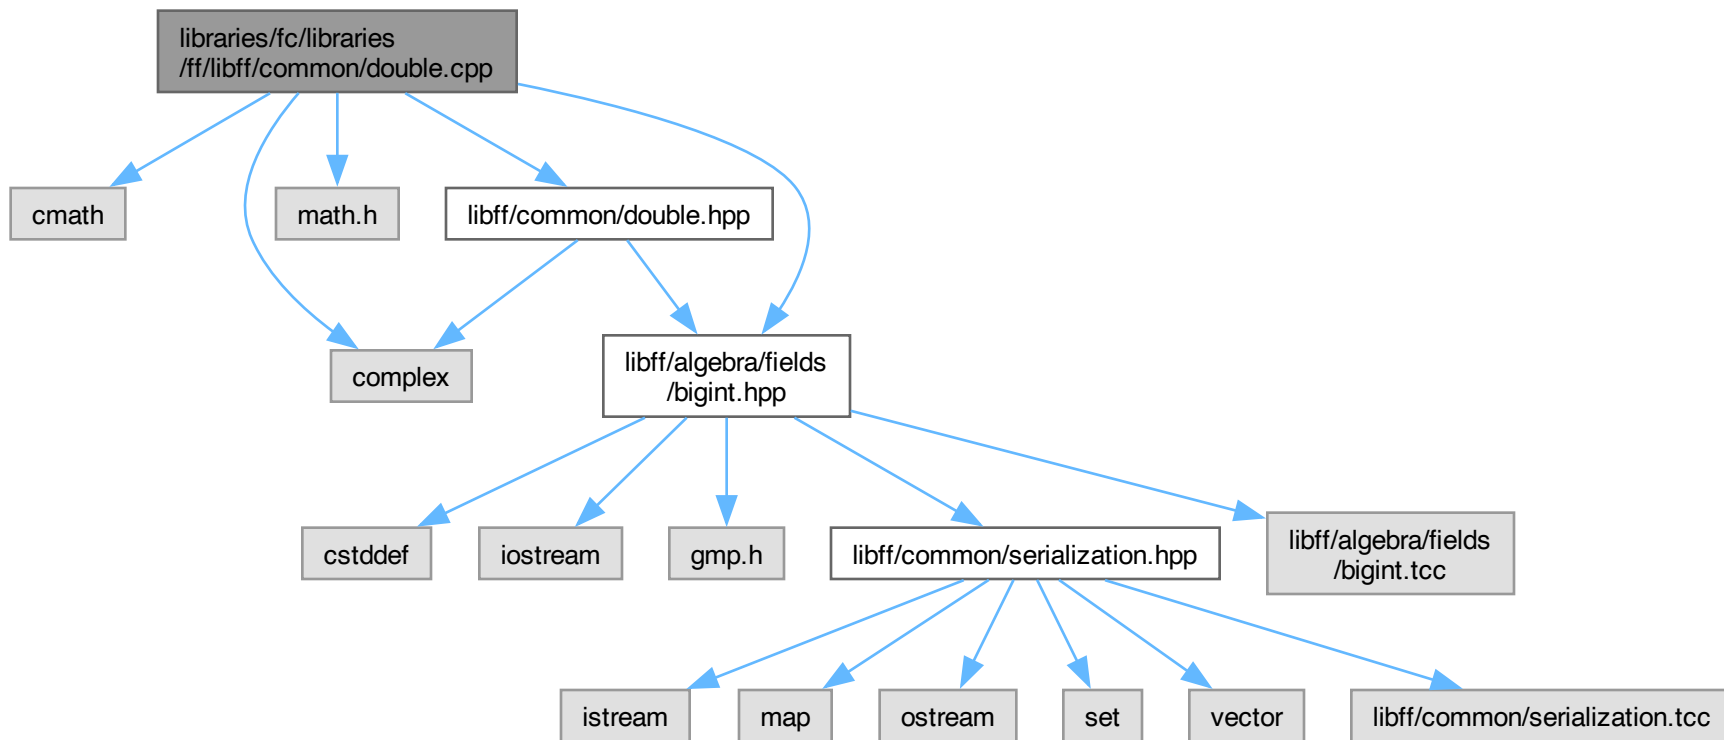 libraries/fc/libraries
/ff/libff/common/double.cpp
cmath
math.h
libff/common/double.hpp
complex
libff/algebra/fields
/bigint.hpp
cstddef
iostream
gmp.h
libff/common/serialization.hpp
libff/algebra/fields
/bigint.tcc
istream
map
ostream
set
vector
libff/common/serialization.tcc